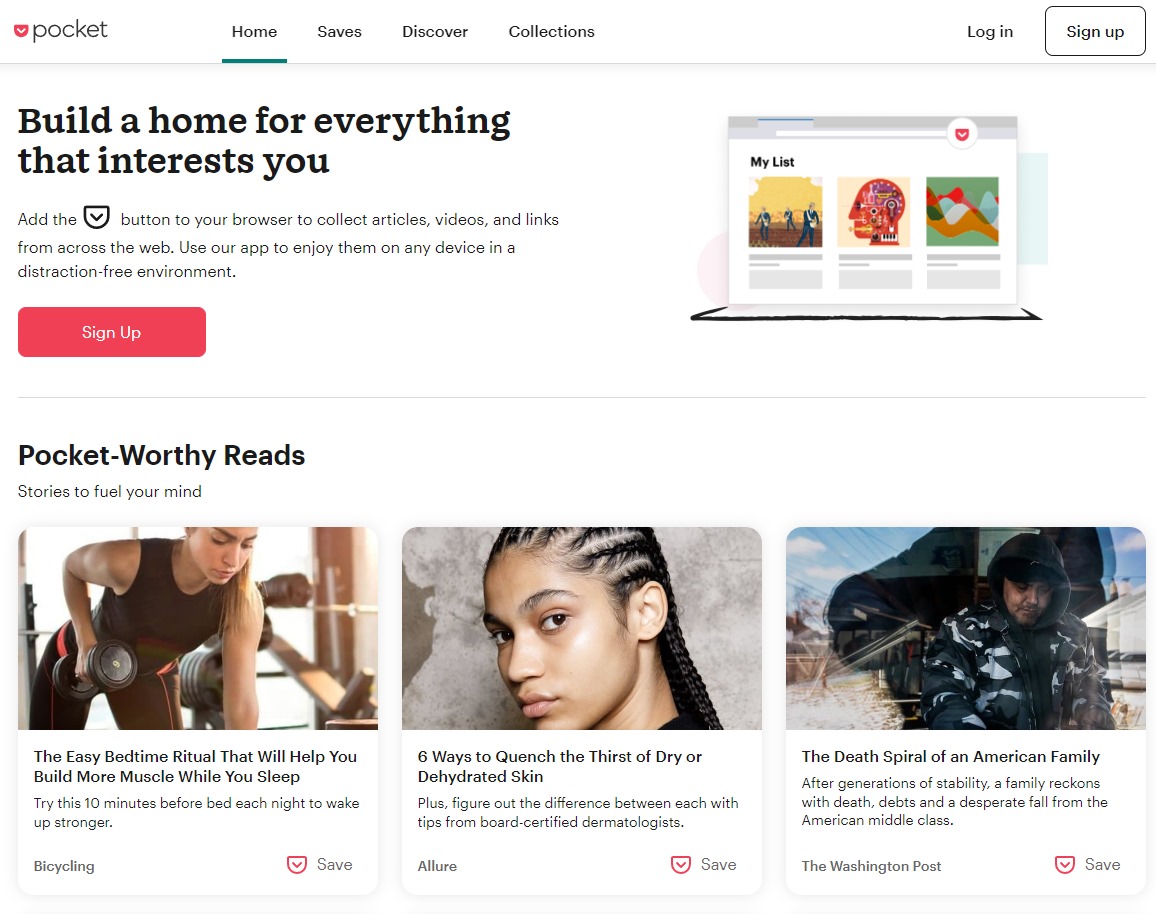 pocket
Home
Saves
Discover
Collections
Log in
Sign up
Build a home for everything
that interests you
Add the button to your browser to collect articles, videos, and links
from across the web. Use our app to enjoy them on any device in a
distraction-free environment.
Sign Up
My List
Pocket-Worthy Reads
Stories to fuel your mind
The Easy Bedtime Ritual That Will Help You
Build More Muscle While You Sleep
Try this 10 minutes before bed each night to wake
up stronger.
Bicycling
Save
6 Ways to Quench the Thirst of Dry or
Dehydrated Skin
Plus, figure out the difference between each with
tips from board-certified dermatologists.
Allure
Save
The Death Spiral of an American Family
After generations of stability, a family reckons
with death, debts and a desperate fall from the
American middle class.
The Washington Post
Save